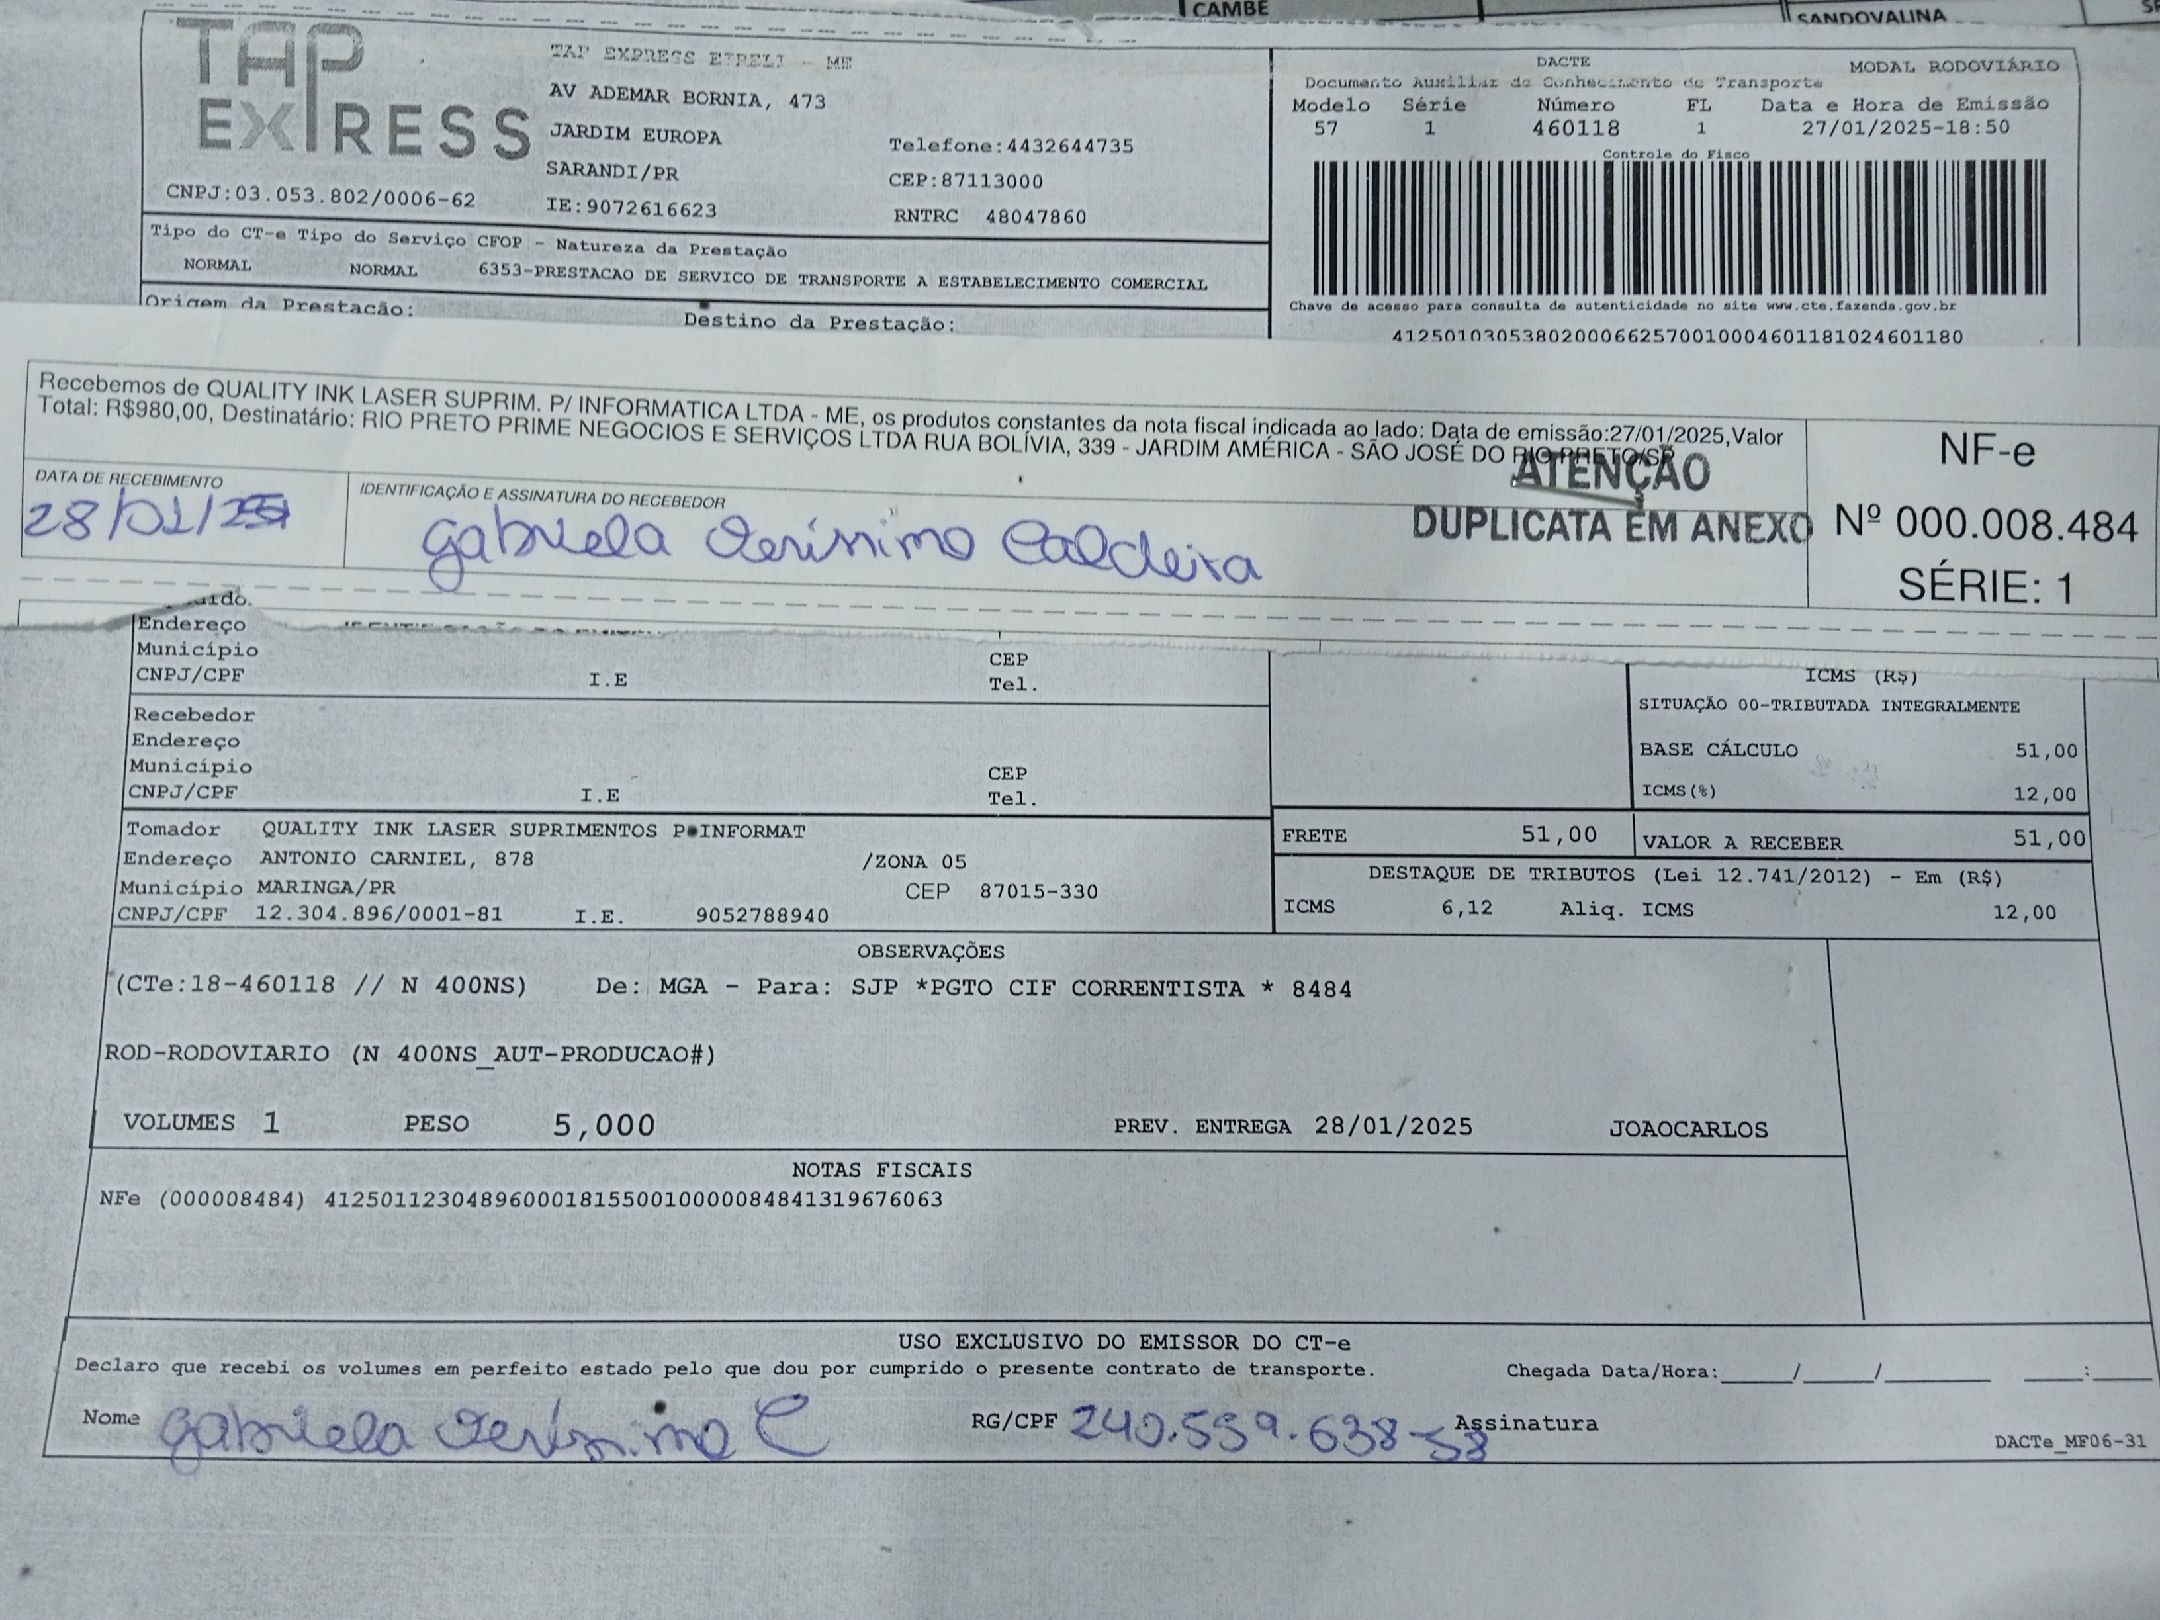 CAMBE
SANDOVALINA
TAP
EXPRESS
TAP EXPRESS EIRELI - ME
AV ADEMAR BORNIA, 473
JARDIM EUROPA
Telefone:4432644735
SARANDI/PR
CEP:87113000
CNPJ:03.053.802/0006-62
IE:9072616623
RNTRC 48047860
DACTE
MODAL RODOVIÁRIO
Documento Auxiliar de Conhecimento de Transporte
Modelo Série Número FL Data e Hora de Emissão
57 1 460118 1 27/01/2025-18:50
Controle do Fisco
Chave de acesso para consulta de autenticidade no site www.cte.fazenda.gov.br
41250103053802000662570010004601181024601180
Tipo do CT-e Tipo do Serviço CFOP - Natureza da Prestação
NORMAL NORMAL 6353-PRESTACAO DE SERVICO DE TRANSPORTE A ESTABELECIMENTO COMERCIAL
Origem da Prestação: Destino da Prestação:
Recebemos de QUALITY INK LASER SUPRIM. P/ INFORMATICA LTDA - ME, os produtos constantes da nota fiscal indicada ao lado: Data de emissão:27/01/2025,Valor
Total: R$980,00, Destinatário: RIO PRETO PRIME NEGOCIOS E SERVIÇOS LTDA RUA BOLÍVIA, 339 - JARDIM AMÉRICA - SÃO JOSÉ DO RIO PRETO/SP
ATENÇÃO
DUPLICATA EM ANEXO
NF-e
Nº 000.008.484
SÉRIE: 1
DATA DE RECEBIMENTO
28/01/25
IDENTIFICAÇÃO E ASSINATURA DO RECEBEDOR
Gabriela Jerônimo Caldeira
Endereço
Município CEP
CNPJ/CPF I.E Tel.
Recebedor
Endereço
Município CEP
CNPJ/CPF I.E Tel.
ICMS (R$)
SITUAÇÃO 00-TRIBUTADA INTEGRALMENTE
BASE CÁLCULO 51,00
ICMS(%) 12,00
Tomador QUALITY INK LASER SUPRIMENTOS P INFORMAT
Endereço ANTONIO CARNIEL, 878 /ZONA 05
Município MARINGA/PR CEP 87015-330
CNPJ/CPF 12.304.896/0001-81 I.E. 9052788940
FRETE 51,00 VALOR A RECEBER 51,00
DESTAQUE DE TRIBUTOS (Lei 12.741/2012) - Em (R$)
ICMS 6,12 Aliq. ICMS 12,00
OBSERVAÇÕES
(CTe:18-460118 // N 400NS) De: MGA - Para: SJP *PGTO CIF CORRENTISTA * 8484
ROD-RODOVIARIO (N 400NS_AUT-PRODUCAO#)
VOLUMES 1 PESO 5,000 PREV. ENTREGA 28/01/2025 JOAOCARLOS
NOTAS FISCAIS
NFe (000008484) 41250112304896000181550010000084841319676063
USO EXCLUSIVO DO EMISSOR DO CT-e
Declaro que recebi os volumes em perfeito estado pelo que dou por cumprido o presente contrato de transporte. Chegada Data/Hora:____/____/______ ___:___
Nome Gabriela Jerônimo C RG/CPF 240.559.638-58 Assinatura
DACTe_MF06-31